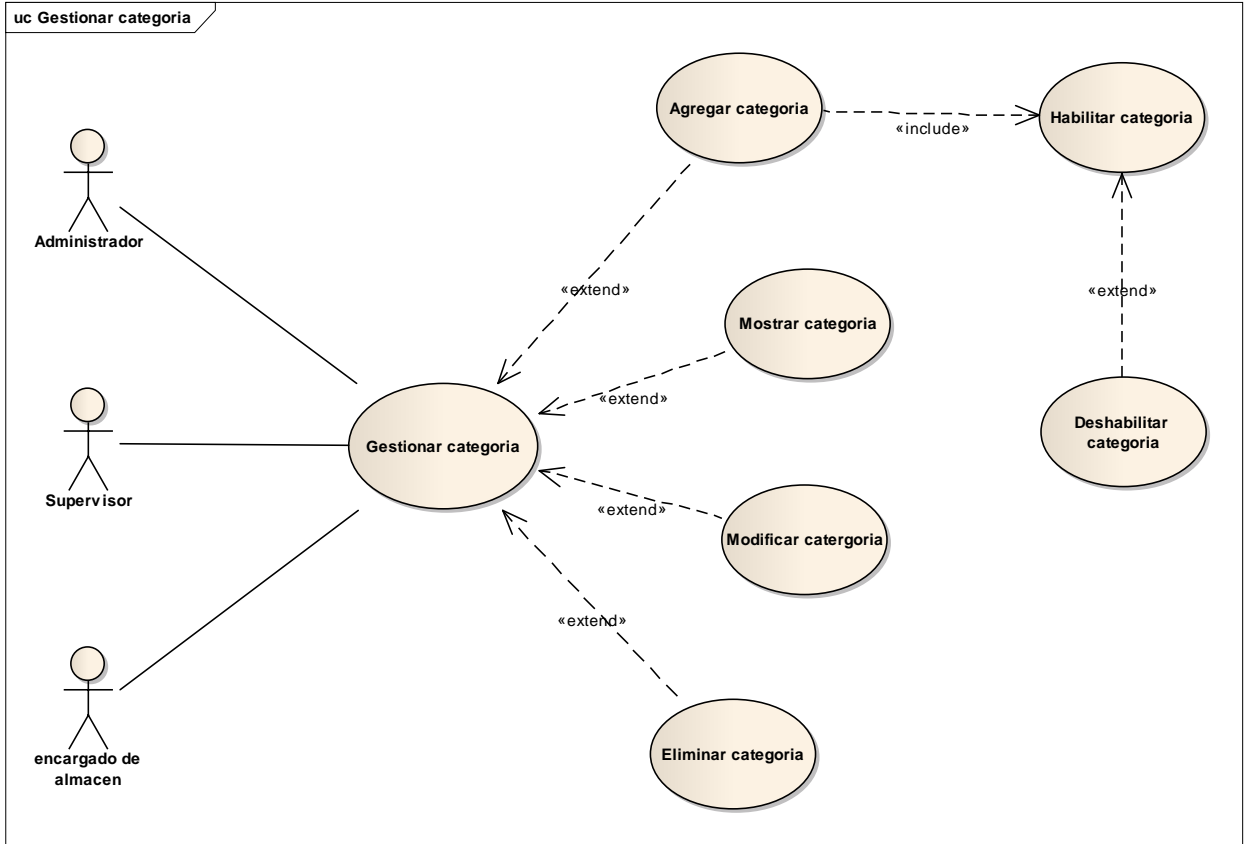 uc Gestionar categoria
Agregar categoria
Habilitar categoria
«include»
Administrador
«extend»
«extend»
Mostrar categoria
«extend»
Deshabilitar
categoria
Gestionar categoria
Supervisor
«extend»
Modificar catergoria
«extend»
encargado de
almacen
Eliminar categoria